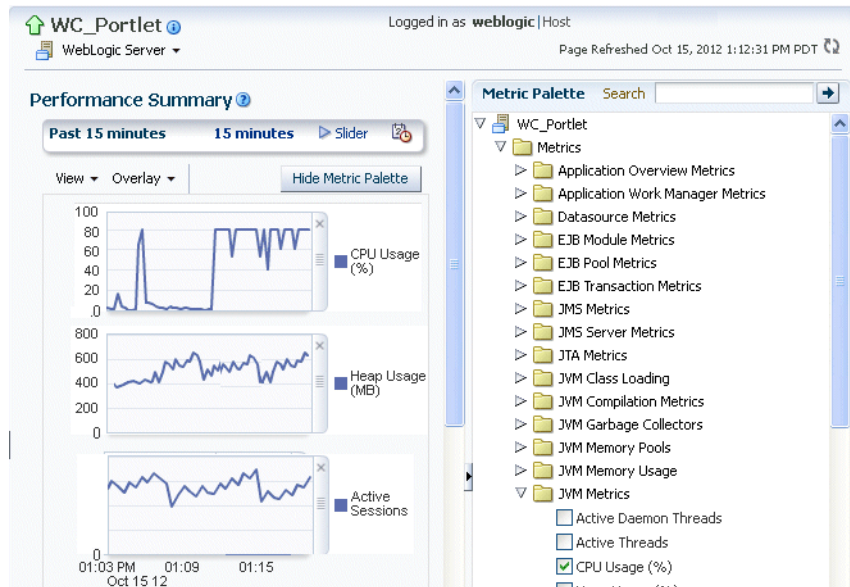 WC_Portlet
Logged in as weblogic|Host
WebLogic Server
Page Refreshed Oct 15, 2012 1:12:31 PM PDT
Performance Summary
Past 15 minutes 15 minutes Slider
View Overlay Hide Metric Palette
100
80
60
40
20
.0
CPU Usage
(%)
800
600
400
200
0
Heap Usage
(MB)
0
Active
Sessions
01:03 PM 01:09 01:15
Oct 15 12
Metric Palette Search
WC_Portlet
Metrics
Application Overview Metrics
Application Work Manager Metrics
Datasource Metrics
EJB Module Metrics
EJB Pool Metrics
EJB Transaction Metrics
JMS Metrics
JMS Server Metrics
JTA Metrics
JVM Class Loading
JVM Compilation Metrics
JVM Garbage Collectors
JVM Memory Pools
JVM Memory Usage
JVM Metrics
Active Daemon Threads
Active Threads
CPU Usage (%)